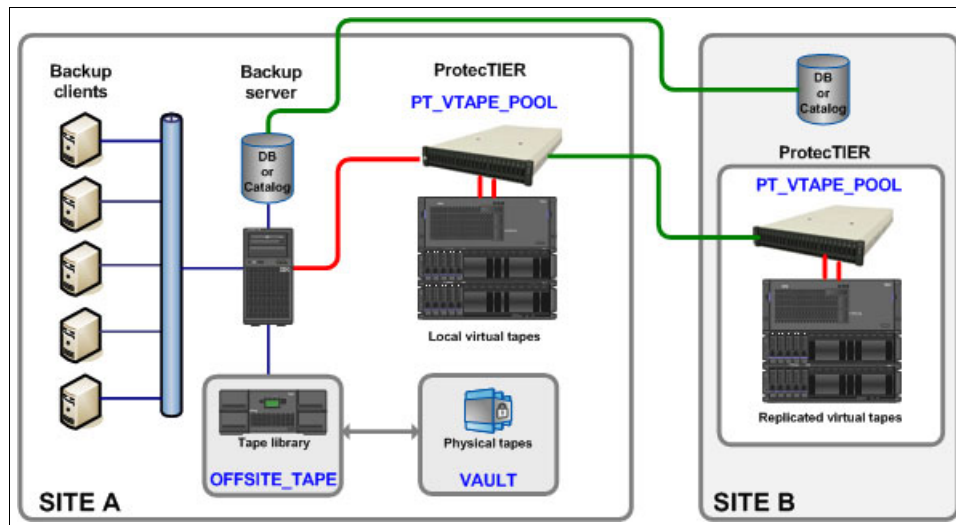 Backup
clients
Backup
server
DB
or
Catalog
ProtecTIER
PT_VTAPE_POOL
Local virtual tapes
Tape library
OFFSITE_TAPE
Physical tapes
VAULT
SITE A
DB
or
Catalog
ProtecTIER
PT_VTAPE_POOL
Replicated virtual tapes
SITE B